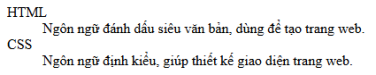 HTML
Ngôn ngữ đánh dấu siêu văn bản, dùng để tạo trang web.
CSS
Ngôn ngữ định kiểu, giúp thiết kế giao diện trang web.